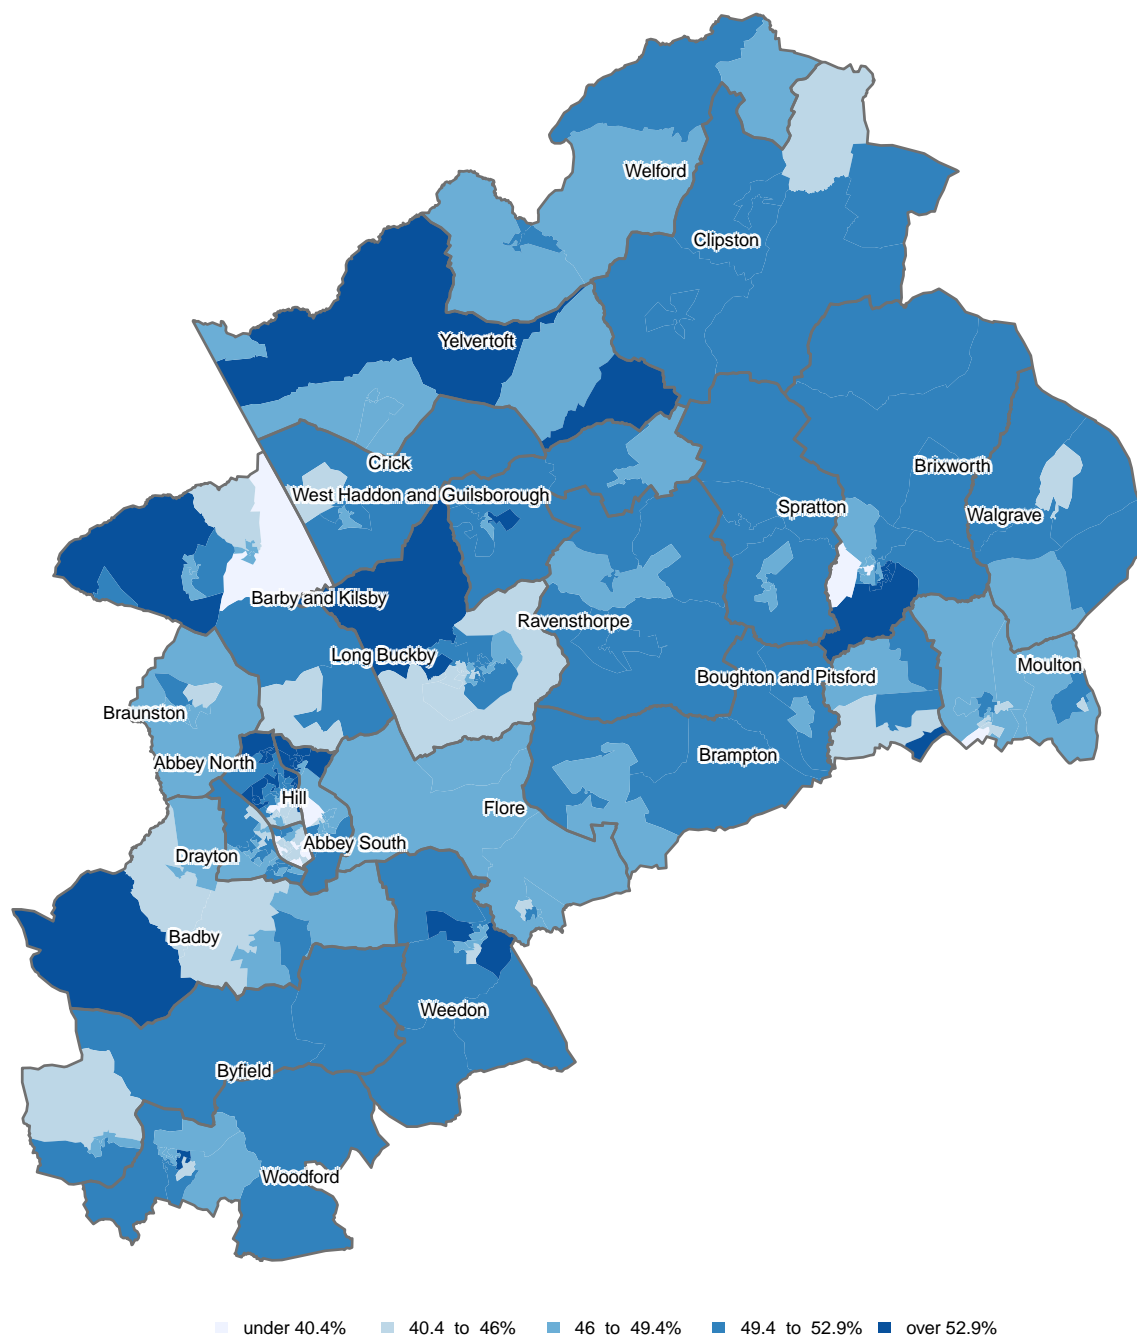 Welford
Clipston
Yelvertoft
Crick
Brixworth
West Haddon and Guilsborough
Spratton
Walgrave
Barby and Kilsby
Ravensthorpe
Long Buckby
Moulton
Boughton and Pitsford
Braunston
Brampton
Abbey North
Hill
Flore
Abbey South
Drayton
Badby
Weedon
Byfield
Woodford
under 40.4% 40.4 to 46% 46 to 49.4% 49.4 to 52.9% over 52.9%